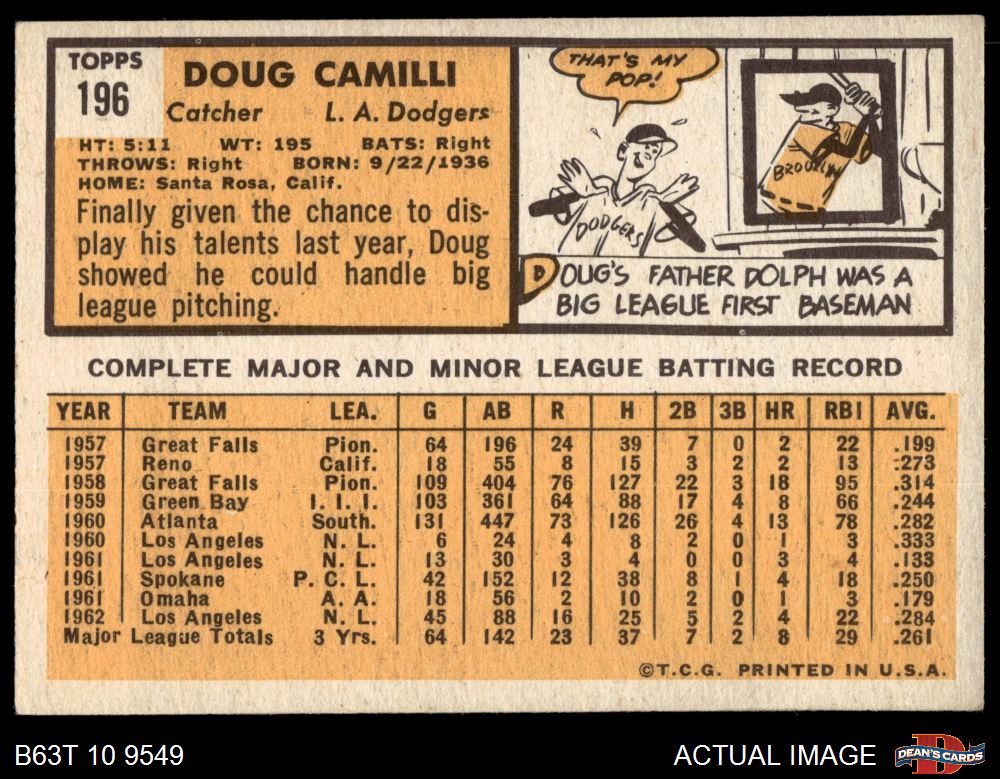 TOPPS
196
DOUG CAMILLI
Catcher L. A. Dodgers
HT: 5:11 WT: 195 BATS: Right
THROWS: Right BORN: 9/22/1936
HOME: Santa Rosa, Calif.
Finally given the chance to dis-
play his talents last year, Doug
showed he could handle big
league pitching.
THAT'S MY
POP!
DODGERS
BROOKLYN
DOUG'S FATHER DOLPH WAS A
BIG LEAGUE FIRST BASEMAN
COMPLETE MAJOR AND MINOR LEAGUE BATTING RECORD
YEAR TEAM LEA. G AB R H 2B 3B HR RBI AVG.
1957 Great Falls Pion. 64 196 24 39 7 0 2 22 .199
1957 Reno Calif. 18 55 8 15 3 2 2 13 .273
1958 Great Falls Pion. 109 404 76 127 22 3 18 95 .314
1959 Green Bay I. I. I. 103 361 64 88 17 4 8 66 .244
1960 Atlanta South. 131 447 73 126 26 4 13 78 .282
1960 Los Angeles N. L. 6 24 4 8 2 0 1 3 .333
1961 Los Angeles N. L. 13 30 3 4 0 0 3 4 .133
1961 Spokane P. C. L. 42 152 12 38 8 1 4 18 .250
1961 Omaha A. A. 18 56 2 10 2 0 1 3 .179
1962 Los Angeles N. L. 45 88 16 25 5 2 4 22 .284
Major League Totals 3 Yrs. 64 142 23 37 7 2 8 29 .261
©T.C.G. PRINTED IN U.S.A.
B63T 10 9549 ACTUAL IMAGE
DEAN'S CARDS